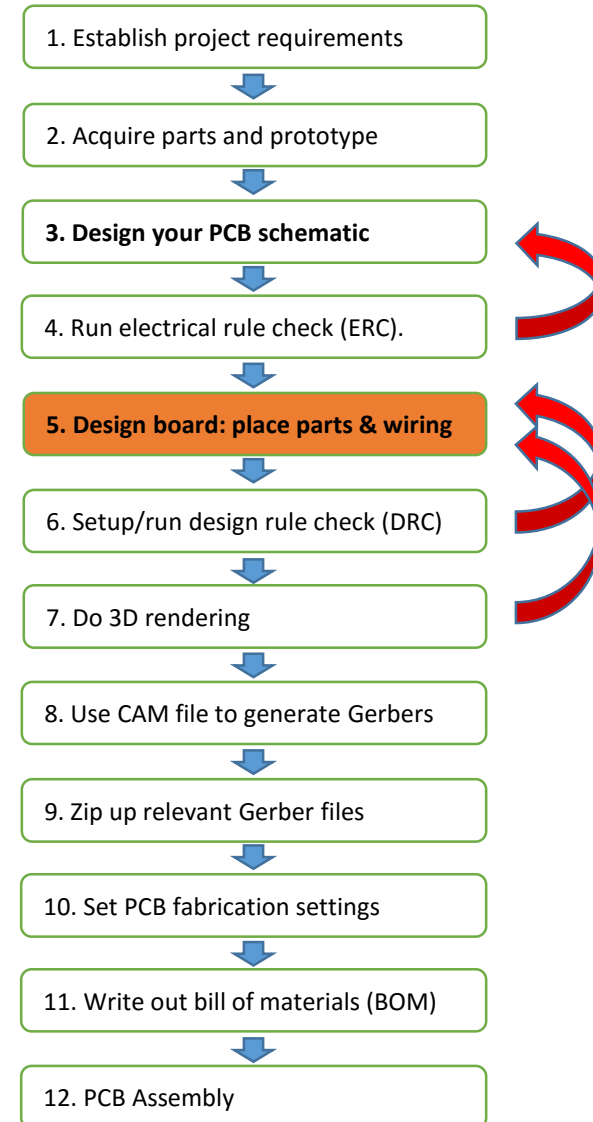 1. Establish project requirements
2. Acquire parts and prototype
3. Design your PCB schematic
4. Run electrical rule check (ERC).
5. Design board: place parts & wiring
6. Setup/run design rule check (DRC)
7. Do 3D rendering
8. Use CAM file to generate Gerbers
9. Zip up relevant Gerber files
10. Set PCB fabrication settings
11. Write out bill of materials (BOM)
12. PCB Assembly